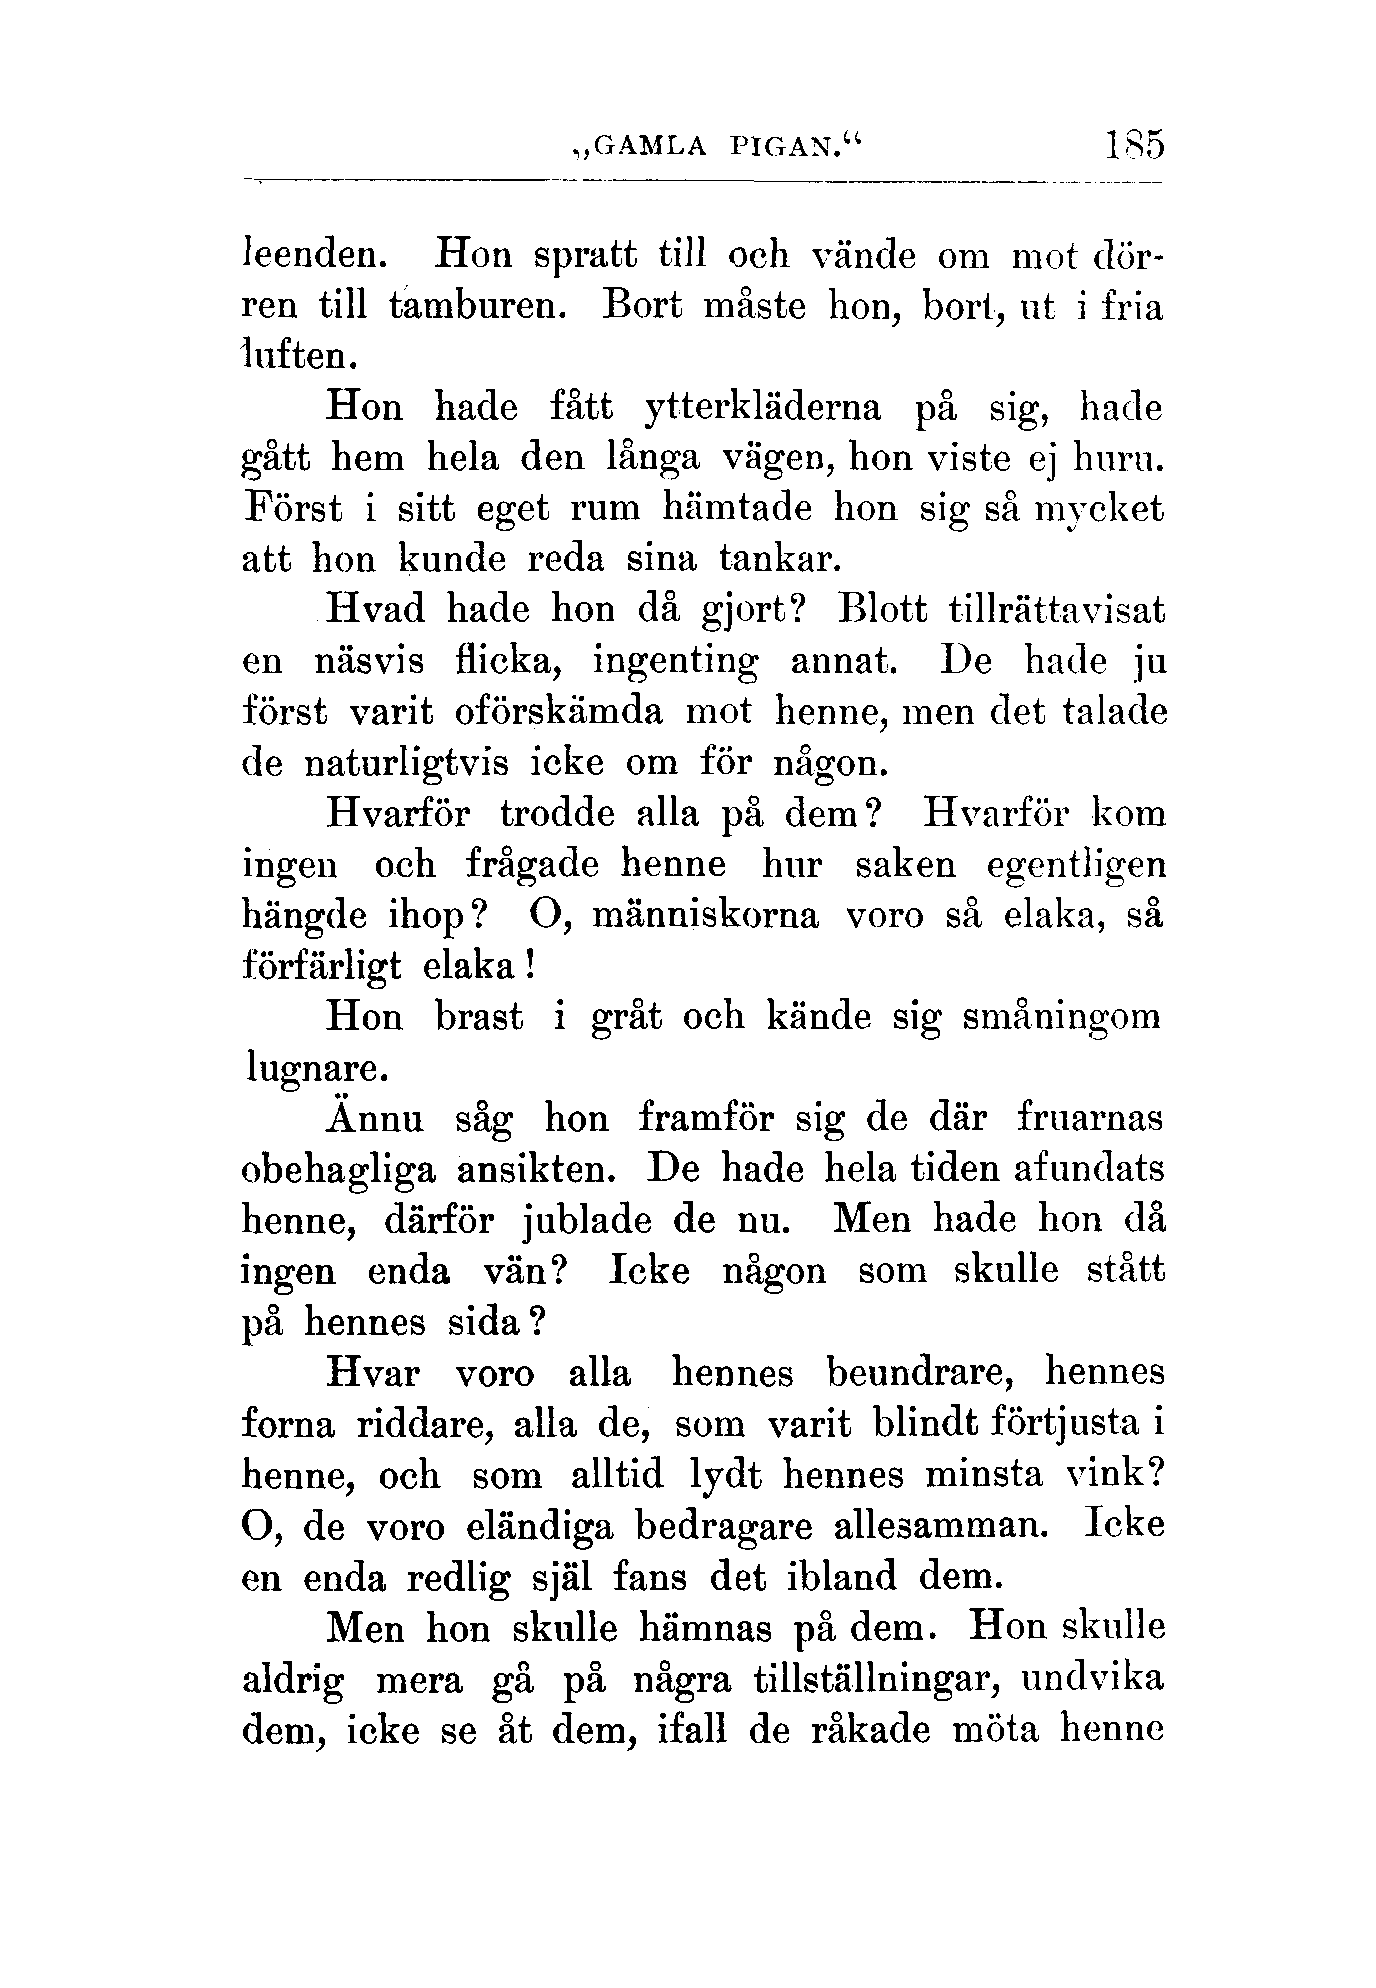 „GAMLA PIGAN.“ 185
leenden. Hon spratt till och vände om mot dör-
ren till tamburen. Bort måste hon, bort, ut i fria
luften.
Hon hade fått ytterkläderna på sig, hade
gått hem hela den långa vägen, hon viste ej huru.
Först i sitt eget rum hämtade hon sig så mycket
att hon kunde reda sina tankar.
Hvad hade hon då gjort? Blott tillrättavisat
en näsvis flicka, ingenting annat. De hade ju
först varit oförskämda mot henne, men det talade
de naturligtvis icke om för någon.
Hvarför trodde alla på dem? Hvarför kom
ingen och frågade henne hur saken egentligen
hängde ihop? O, människorna voro så elaka, så
förfärligt elaka!
Hon brast i gråt och kände sig småningom
lugnare.
Ännu såg hon framför sig de där fruarnas
obehagliga ansikten. De hade hela tiden afundats
henne, därför jublade de nu. Men hade hon då
ingen enda vän? Icke någon som skulle stått
på hennes sida?
Hvar voro alla hennes beundrare, hennes
forna riddare, alla de, som varit blindt förtjusta i
henne, och som alltid lydt hennes minsta vink?
O, de voro eländiga bedragare allesamman. Icke
en enda redlig själ fans det ibland dem.
Men hon skulle hämnas på dem. Hon skulle
aldrig mera gå på några tillställningar, undvika
dem, icke se åt dem, ifall de råkade möta henne